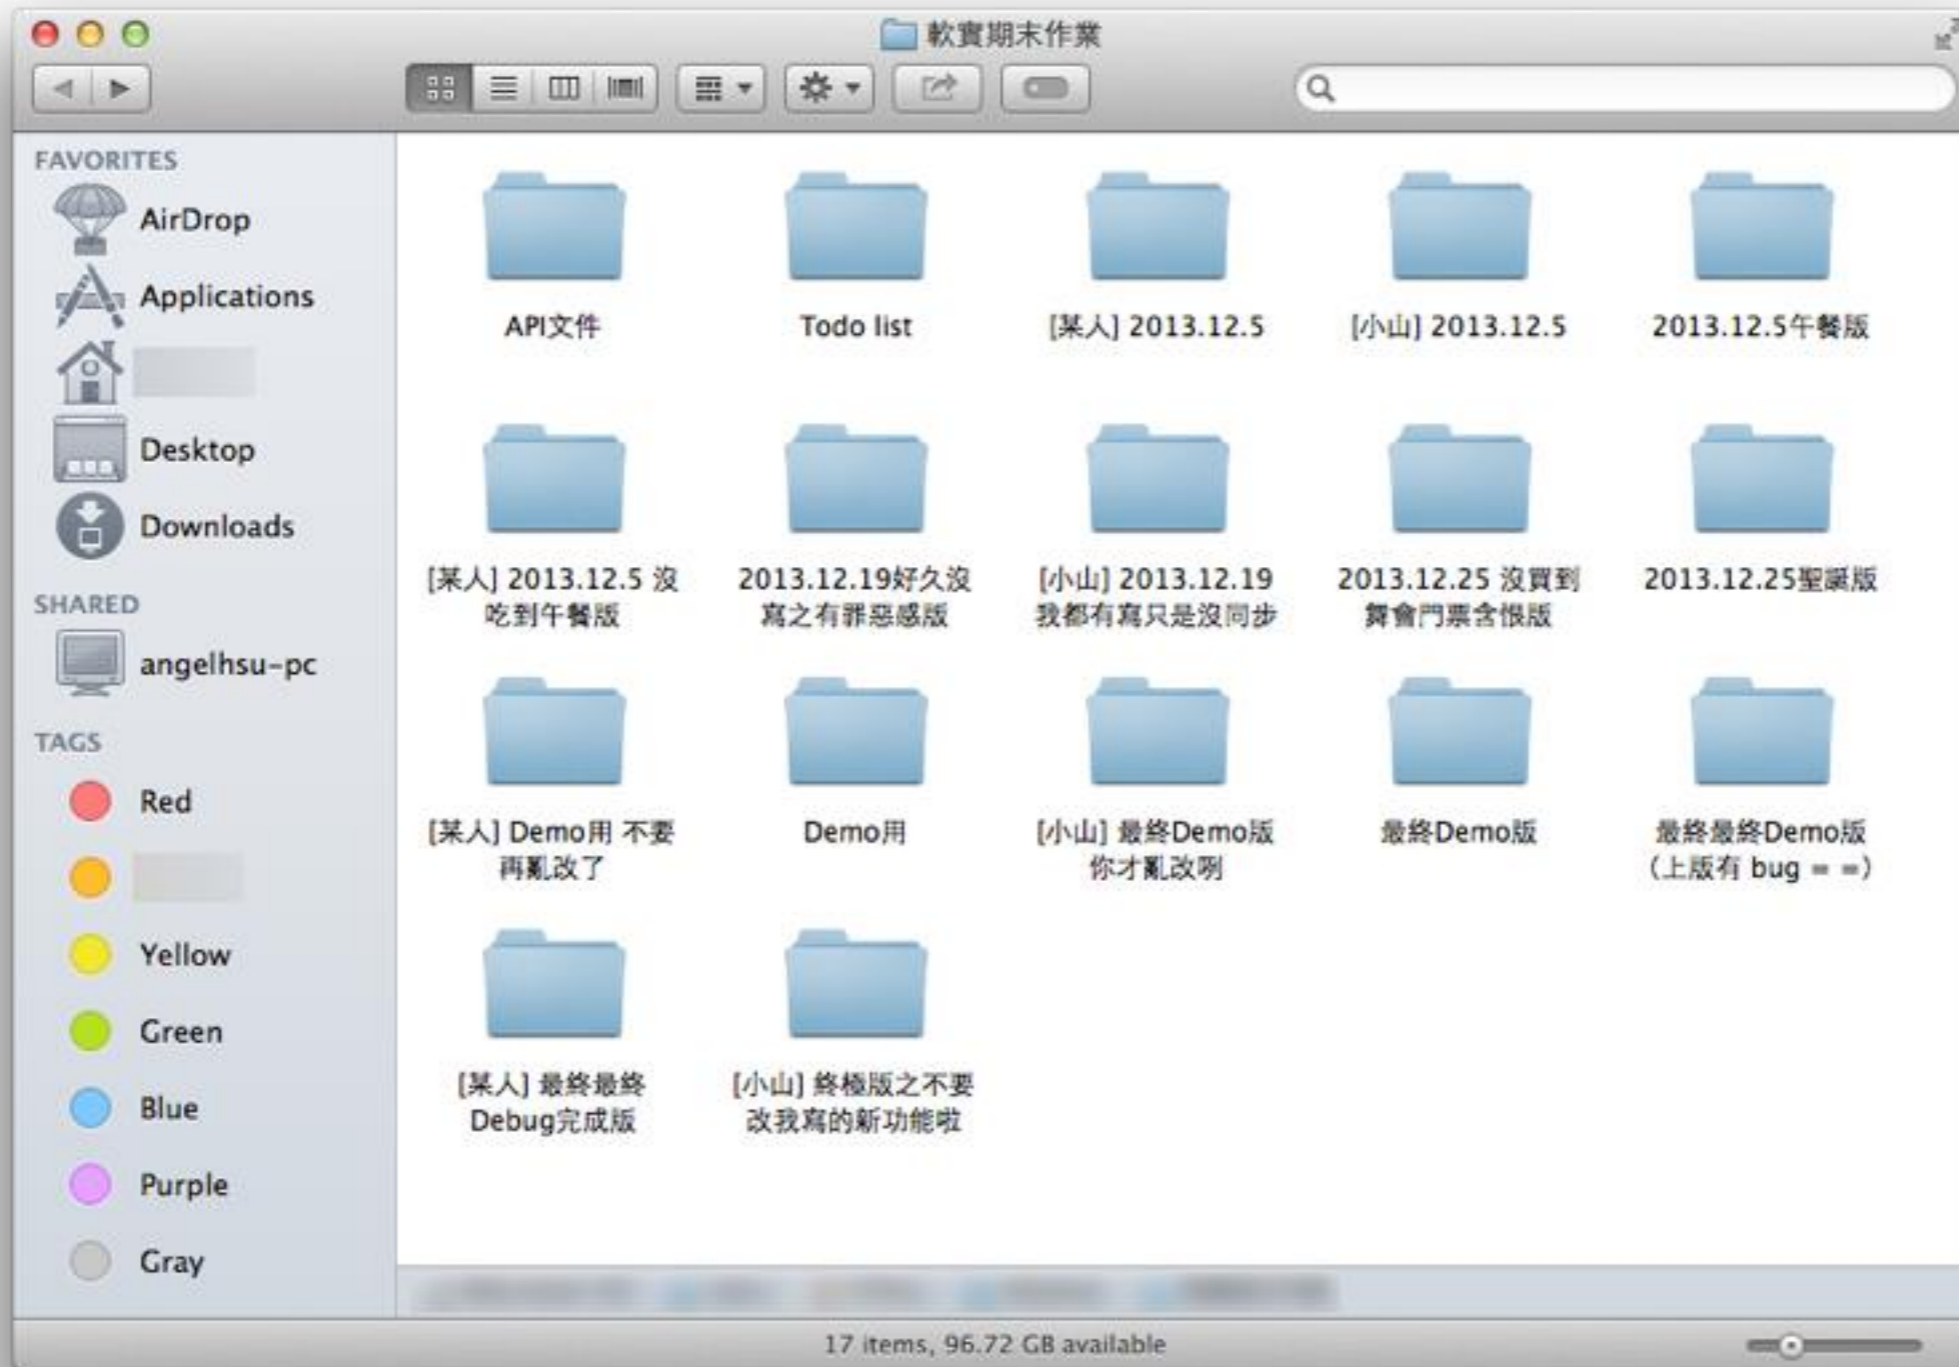 軟實期末作業
FAVORITES
AirDrop
Applications
Desktop
Downloads
SHARED
angelhsu-pc
TAGS
Red
Yellow
Green
Blue
Purple
Gray
API文件
Todo list
[某人] 2013.12.5
[小山] 2013.12.5
2013.12.5午餐版
[某人] 2013.12.5 沒
吃到午餐版
2013.12.19好久沒
寫之有罪惡感版
[小山] 2013.12.19
我都有寫只是沒同步
2013.12.25 沒買到
舞會門票含恨版
2013.12.25聖誕版
[某人] Demo用 不要
再亂改了
Demo用
[小山] 最終Demo版
你才亂改咧
最終Demo版
最終最終Demo版
（上版有 bug = =）
[某人] 最終最終
Debug完成版
[小山] 終極版之不要
改我寫的新功能啦
17 items, 96.72 GB available